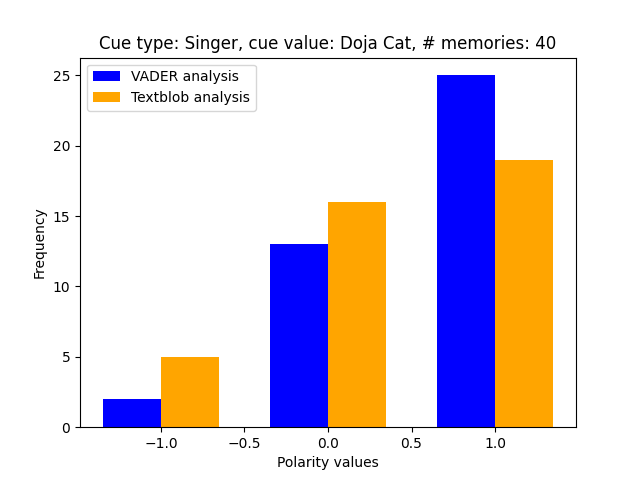 Cue type: Singer, cue value: Doja Cat, # memories: 40
VADER analysis
Textblob analysis
25
20
15
10
5
0
Frequency
−1.0 −0.5 0.0 0.5 1.0
Polarity values